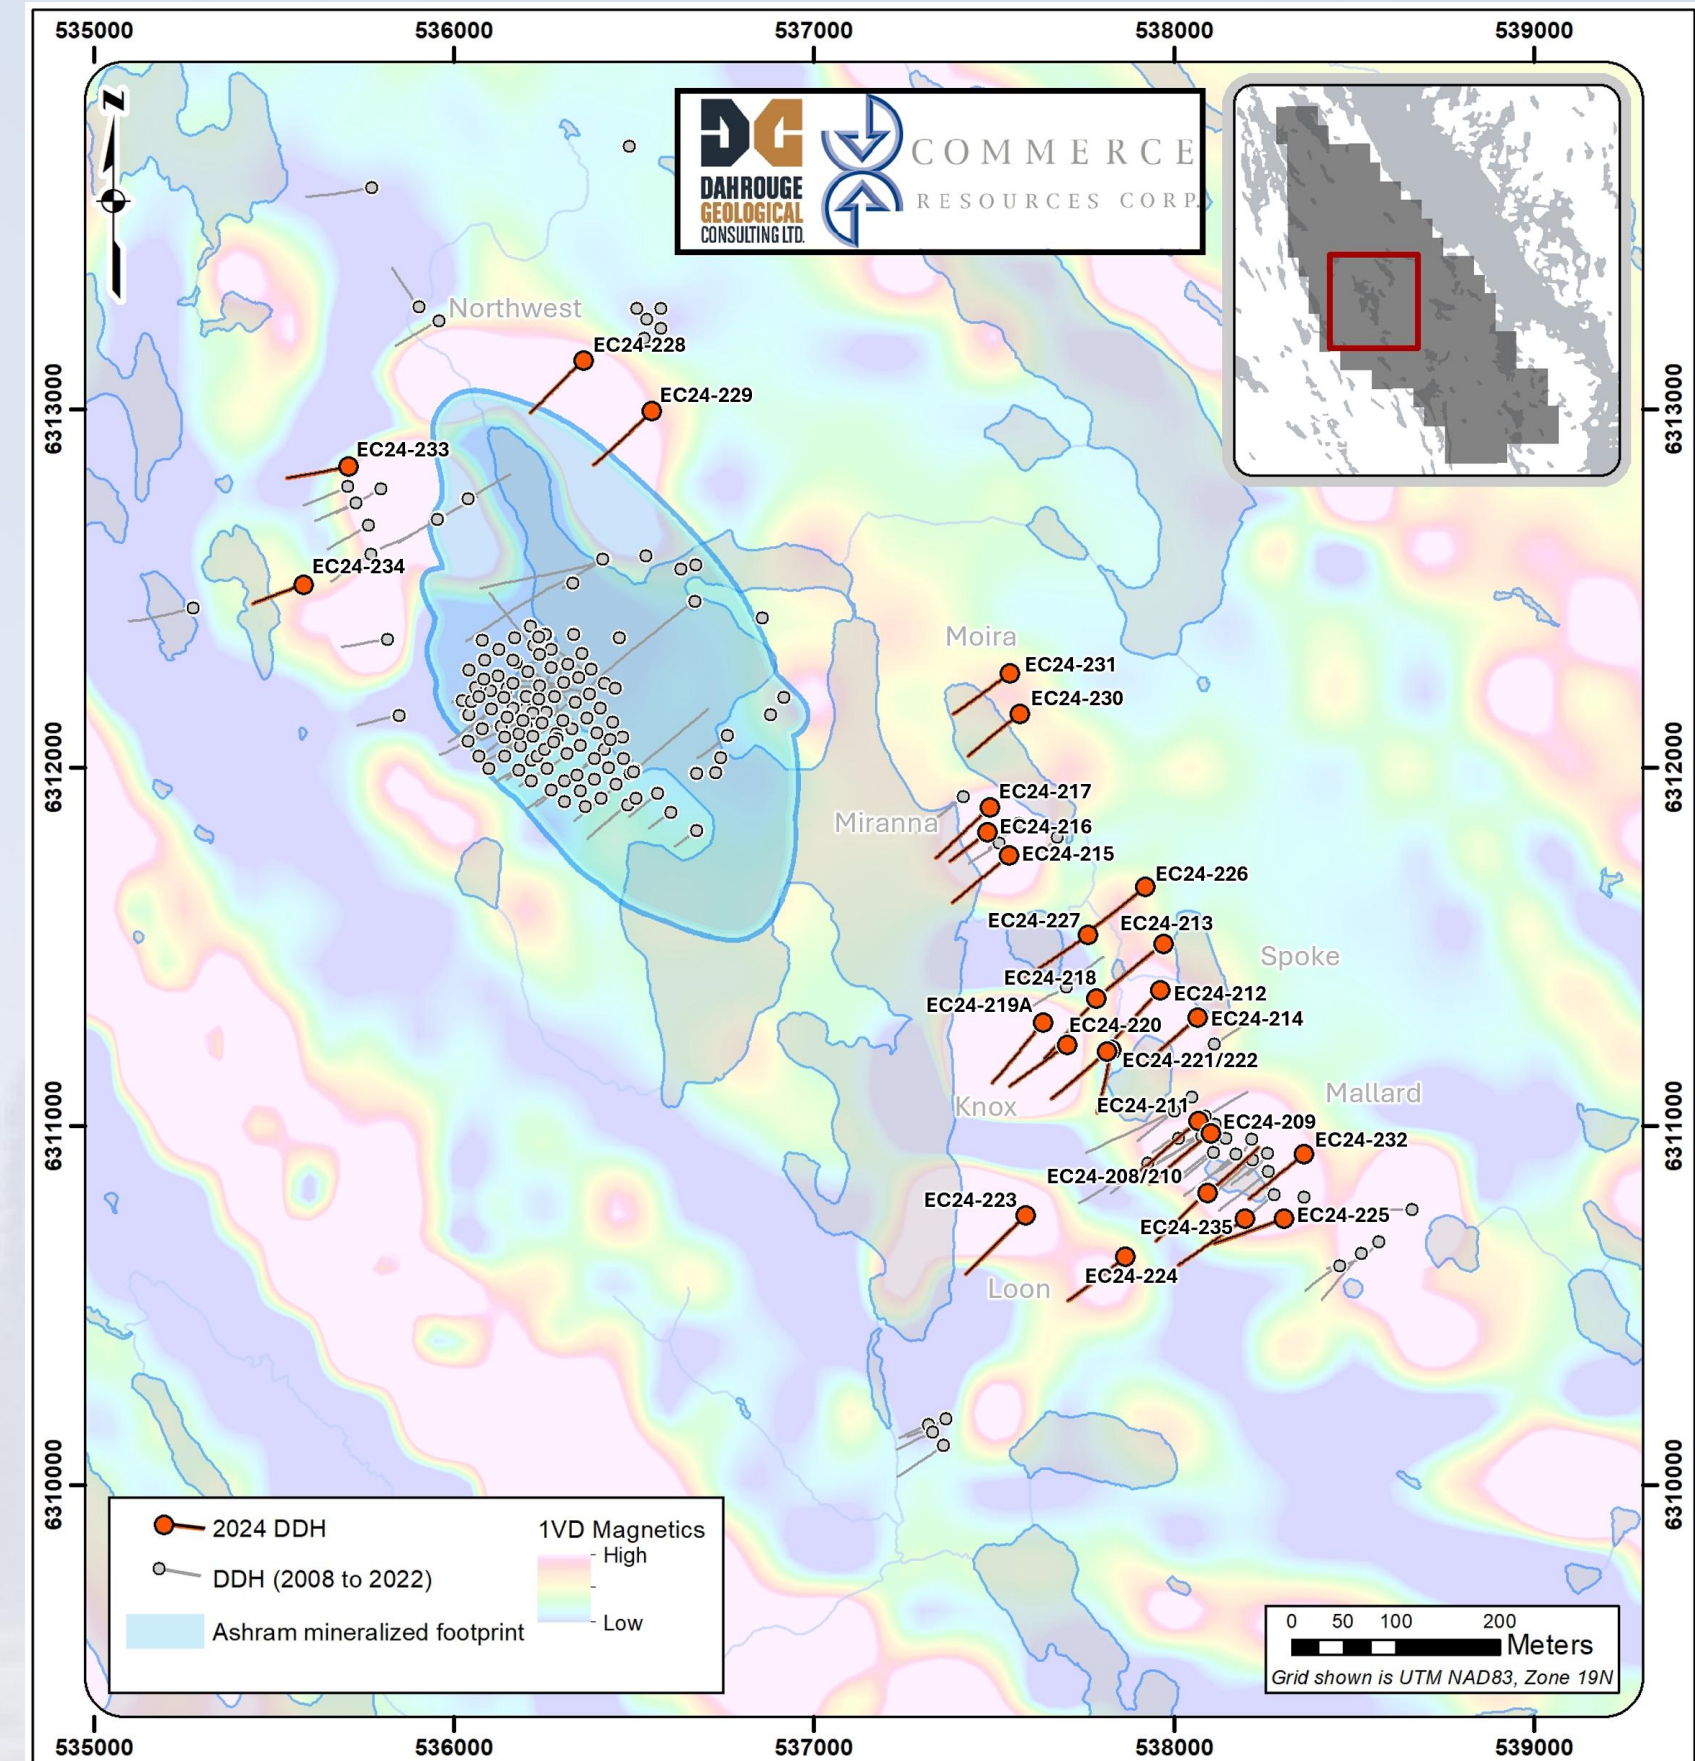 535000 536000 537000 538000 539000
N
DAHROUGE
GEOLOGICAL
CONSULTING LTD.
COMMERCE
RESOURCES CORP.
Northwest
EC24-228
EC24-229
6313000
6313000
EC24-233
EC24-234
Moira
EC24-231
EC24-230
6312000
6312000
EC24-217
Miranna
EC24-216
EC24-215
EC24-226
EC24-227
EC24-213
Spoke
EC24-218
EC24-212
EC24-219A
EC24-214
EC24-220
EC24-221/222
Mallard
Knox
EC24-211
6311000
6311000
EC24-209
EC24-232
EC24-208/210
EC24-223
EC24-225
EC24-235
EC24-224
Loon
6310000
6310000
2024 DDH
DDH (2008 to 2022)
Ashram mineralized footprint
1VD Magnetics
High
Low
0 50 100 200
Meters
Grid shown is UTM NAD83, Zone 19N
535000 536000 537000 538000 539000